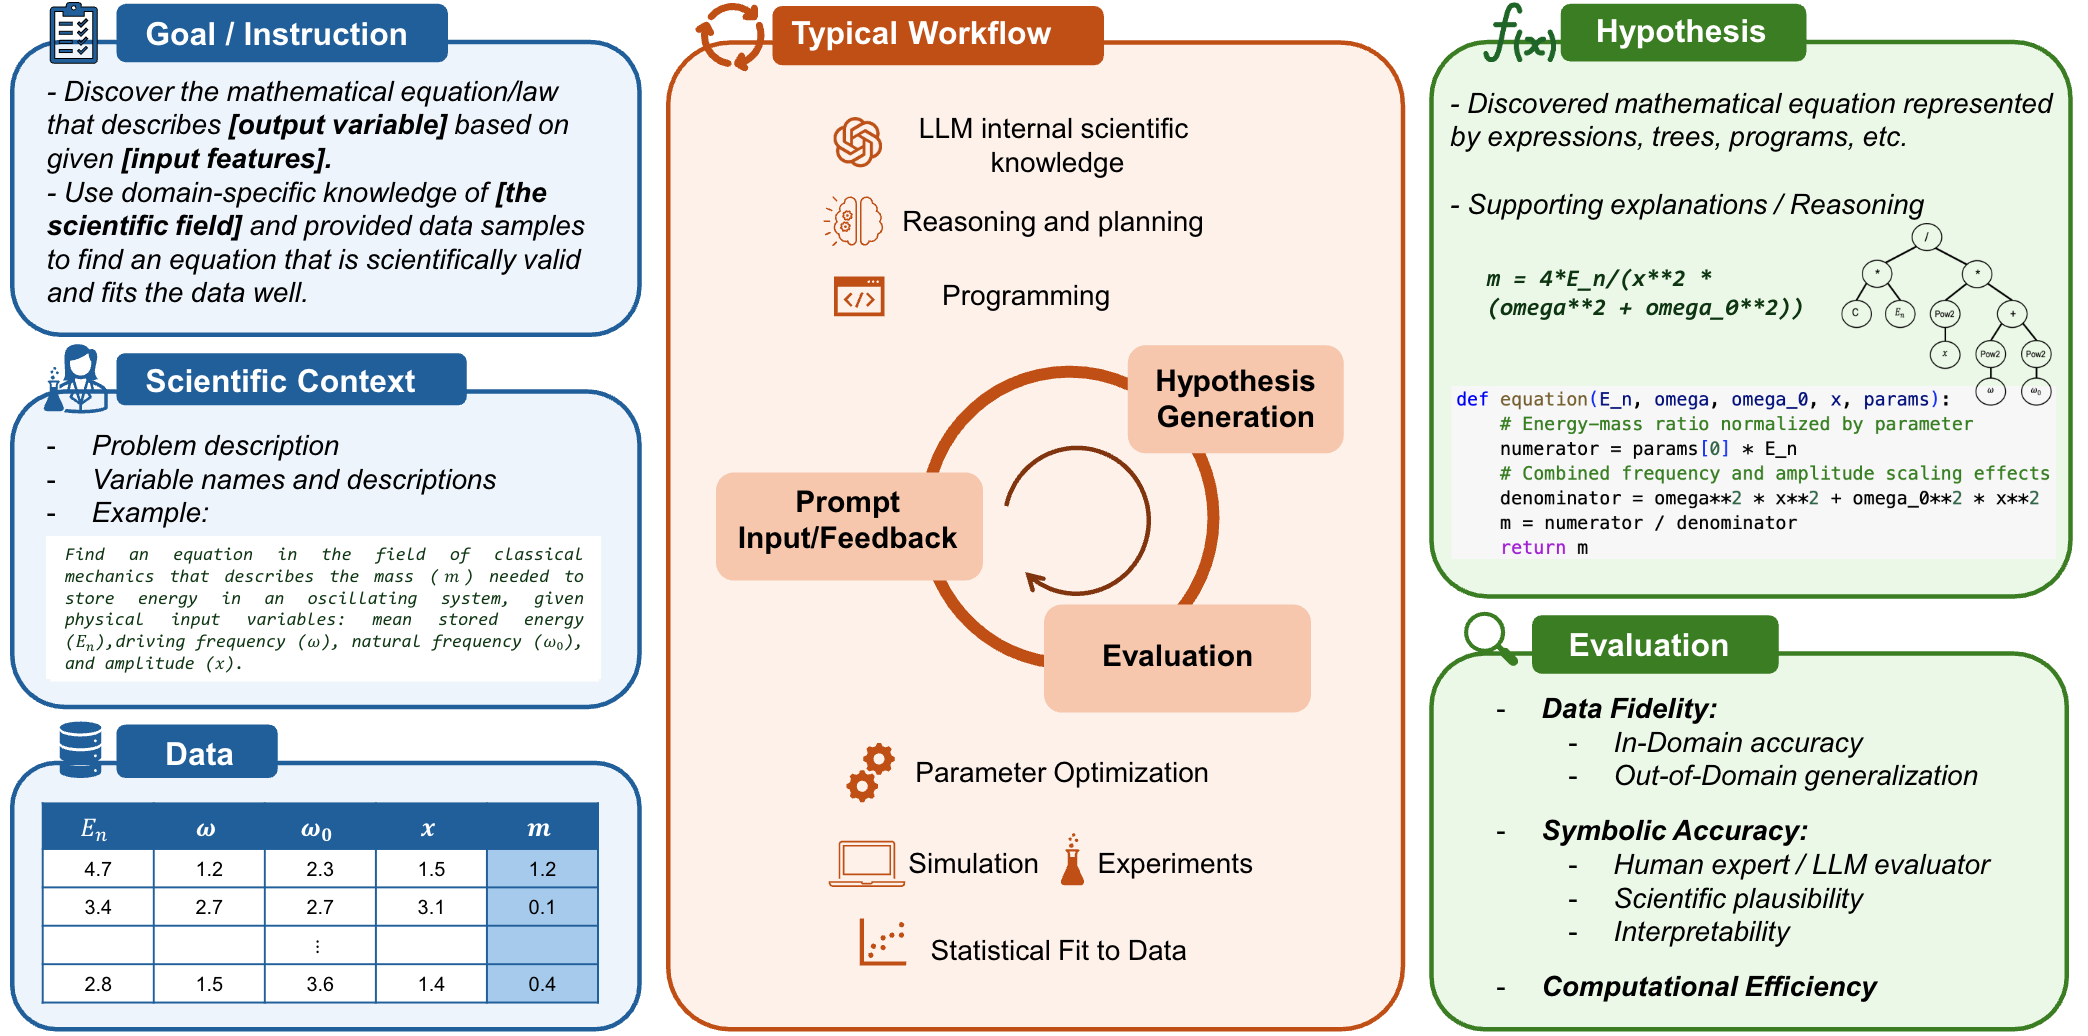 Goal / Instruction
- Discover the mathematical equation/law
that describes [output variable] based on
given [input features].
- Use domain-specific knowledge of [the
scientific field] and provided data samples
to find an equation that is scientifically valid
and fits the data well.
Scientific Context
- Problem description
- Variable names and descriptions
- Example:
Find an equation in the field of classical
mechanics that describes the mass (m) needed to
store energy in an oscillating system, given
physical input variables: mean stored energy
(Eₙ),driving frequency (ω), natural frequency (ω₀),
and amplitude (x).
Data
Eₙ ω ω₀ x m
4.7 1.2 2.3 1.5 1.2
3.4 2.7 2.7 3.1 0.1
⋮
2.8 1.5 3.6 1.4 0.4
Typical Workflow
LLM internal scientific
knowledge
Reasoning and planning
</>
Programming
Hypothesis
Generation
Prompt
Input/Feedback
Evaluation
Parameter Optimization
Simulation Experiments
Statistical Fit to Data
f(x)
Hypothesis
- Discovered mathematical equation represented
by expressions, trees, programs, etc.
- Supporting explanations / Reasoning
m = 4*E_n/(x**2 *
(omega**2 + omega_0**2))
/
* *
C Eₙ Pow2 +
x Pow2 Pow2
ω ω₀
def equation(E_n, omega, omega_0, x, params):
# Energy-mass ratio normalized by parameter
numerator = params[0] * E_n
# Combined frequency and amplitude scaling effects
denominator = omega**2 * x**2 + omega_0**2 * x**2
m = numerator / denominator
return m
Evaluation
- Data Fidelity:
- In-Domain accuracy
- Out-of-Domain generalization
- Symbolic Accuracy:
- Human expert / LLM evaluator
- Scientific plausibility
- Interpretability
- Computational Efficiency